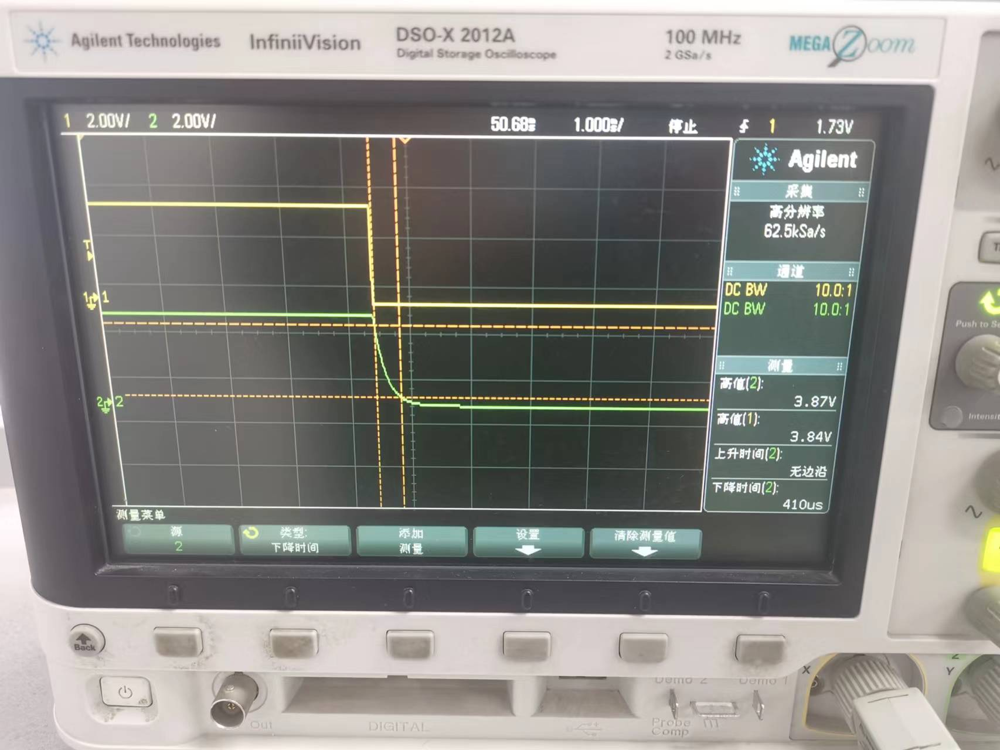 Agilent Technologies InfiniiVision DSO-X 2012A 100 MHz MEGA Zoom
Digital Storage Oscilloscope 2 GSa/s
1 2.00V/ 2 2.00V/ 50.68ms 1.000ms/ 停止 1 1.73V
Agilent
采集
高分辨率
62.5kSa/s
T
通道
1 1
DC BW 10.0:1
DC BW 10.0:1
Push to Se
测量
高值(2):
3.87V
2 2
高值(1):
3.84V
Intensit
上升时间(2):
无边沿
下降时间(2):
410us
测量菜单
源
2
类型:
下降时间
添加
测量
设置
清除测量值
Back
X
Z
Y
Demo 2 Demo 1
Out
DIGITAL
Probe
Comp